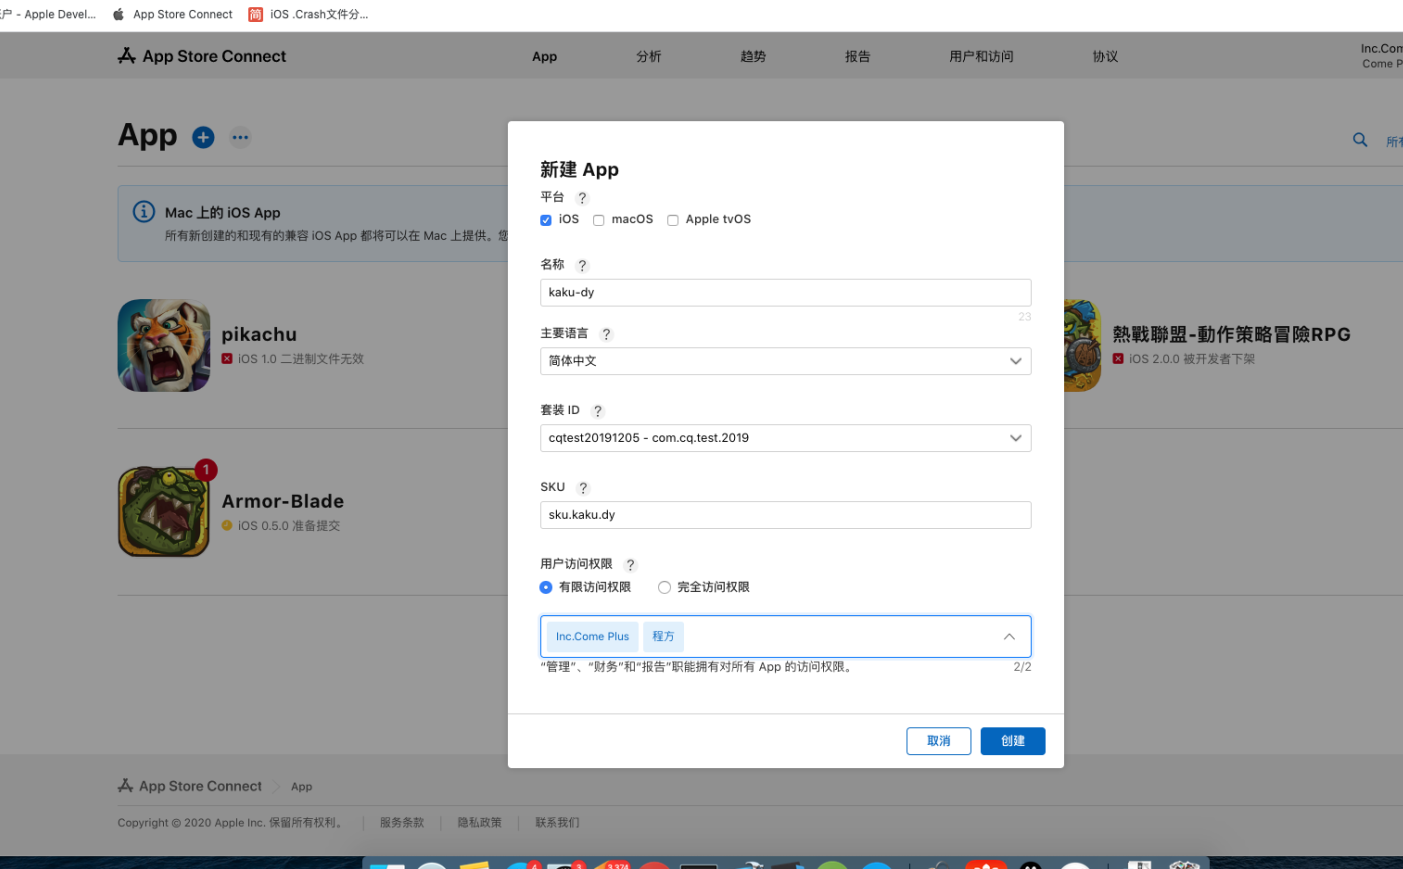 户 - Apple Devel...
App Store Connect
简 iOS .Crash文件分...
App Store Connect
App
分析
趋势
报告
用户和访问
协议
Inc.Com
Come P
App
所有
Mac 上的 iOS App
所有新创建的和现有的兼容 iOS App 都将可以在 Mac 上提供。您
pikachu
iOS 1.0 二进制文件无效
熱戰聯盟-動作策略冒險RPG
iOS 2.0.0 被开发者下架
1
Armor-Blade
iOS 0.5.0 准备提交
新建 App
平台 ?
iOS macOS Apple tvOS
名称 ?
kaku-dy
23
主要语言 ?
简体中文
套装 ID ?
cqtest20191205 - com.cq.test.2019
SKU ?
sku.kaku.dy
用户访问权限 ?
有限访问权限 完全访问权限
Inc.Come Plus 程方
“管理”、“财务”和“报告”职能拥有对所有 App 的访问权限。 2/2
取消 创建
App Store Connect
App
Copyright © 2020 Apple Inc. 保留所有权利。 服务条款 隐私政策 联系我们
4
3
3,374